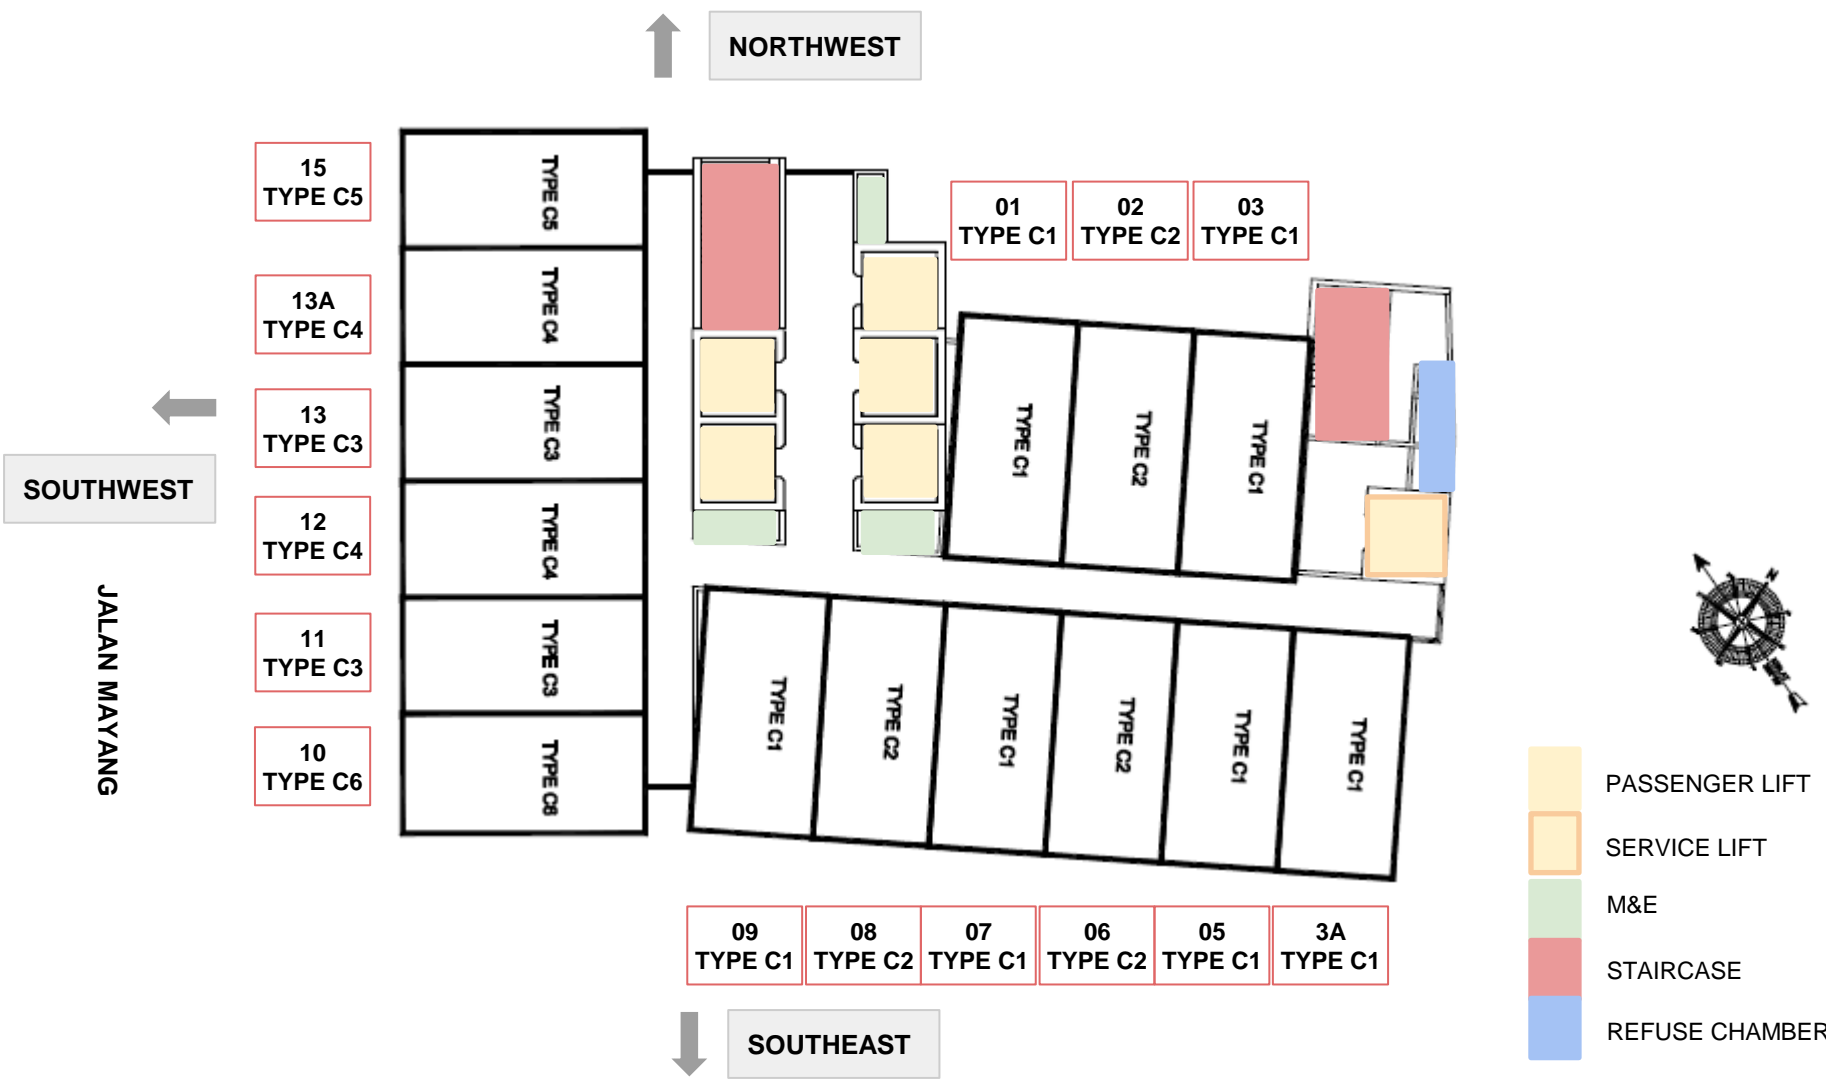 NORTHWEST
15
TYPE C5
13A
TYPE C4
13
TYPE C3
12
TYPE C4
11
TYPE C3
10
TYPE C6
SOUTHWEST
JALAN MAYANG
TYPE C5
TYPE C4
TYPE C3
TYPE C4
TYPE C3
TYPE C6
01
TYPE C1
02
TYPE C2
03
TYPE C1
TYPE C1
TYPE C2
TYPE C1
TYPE C1
TYPE C2
TYPE C1
TYPE C2
TYPE C1
TYPE C1
09
TYPE C1
08
TYPE C2
07
TYPE C1
06
TYPE C2
05
TYPE C1
3A
TYPE C1
SOUTHEAST
N
PASSENGER LIFT
SERVICE LIFT
M&E
STAIRCASE
REFUSE CHAMBER